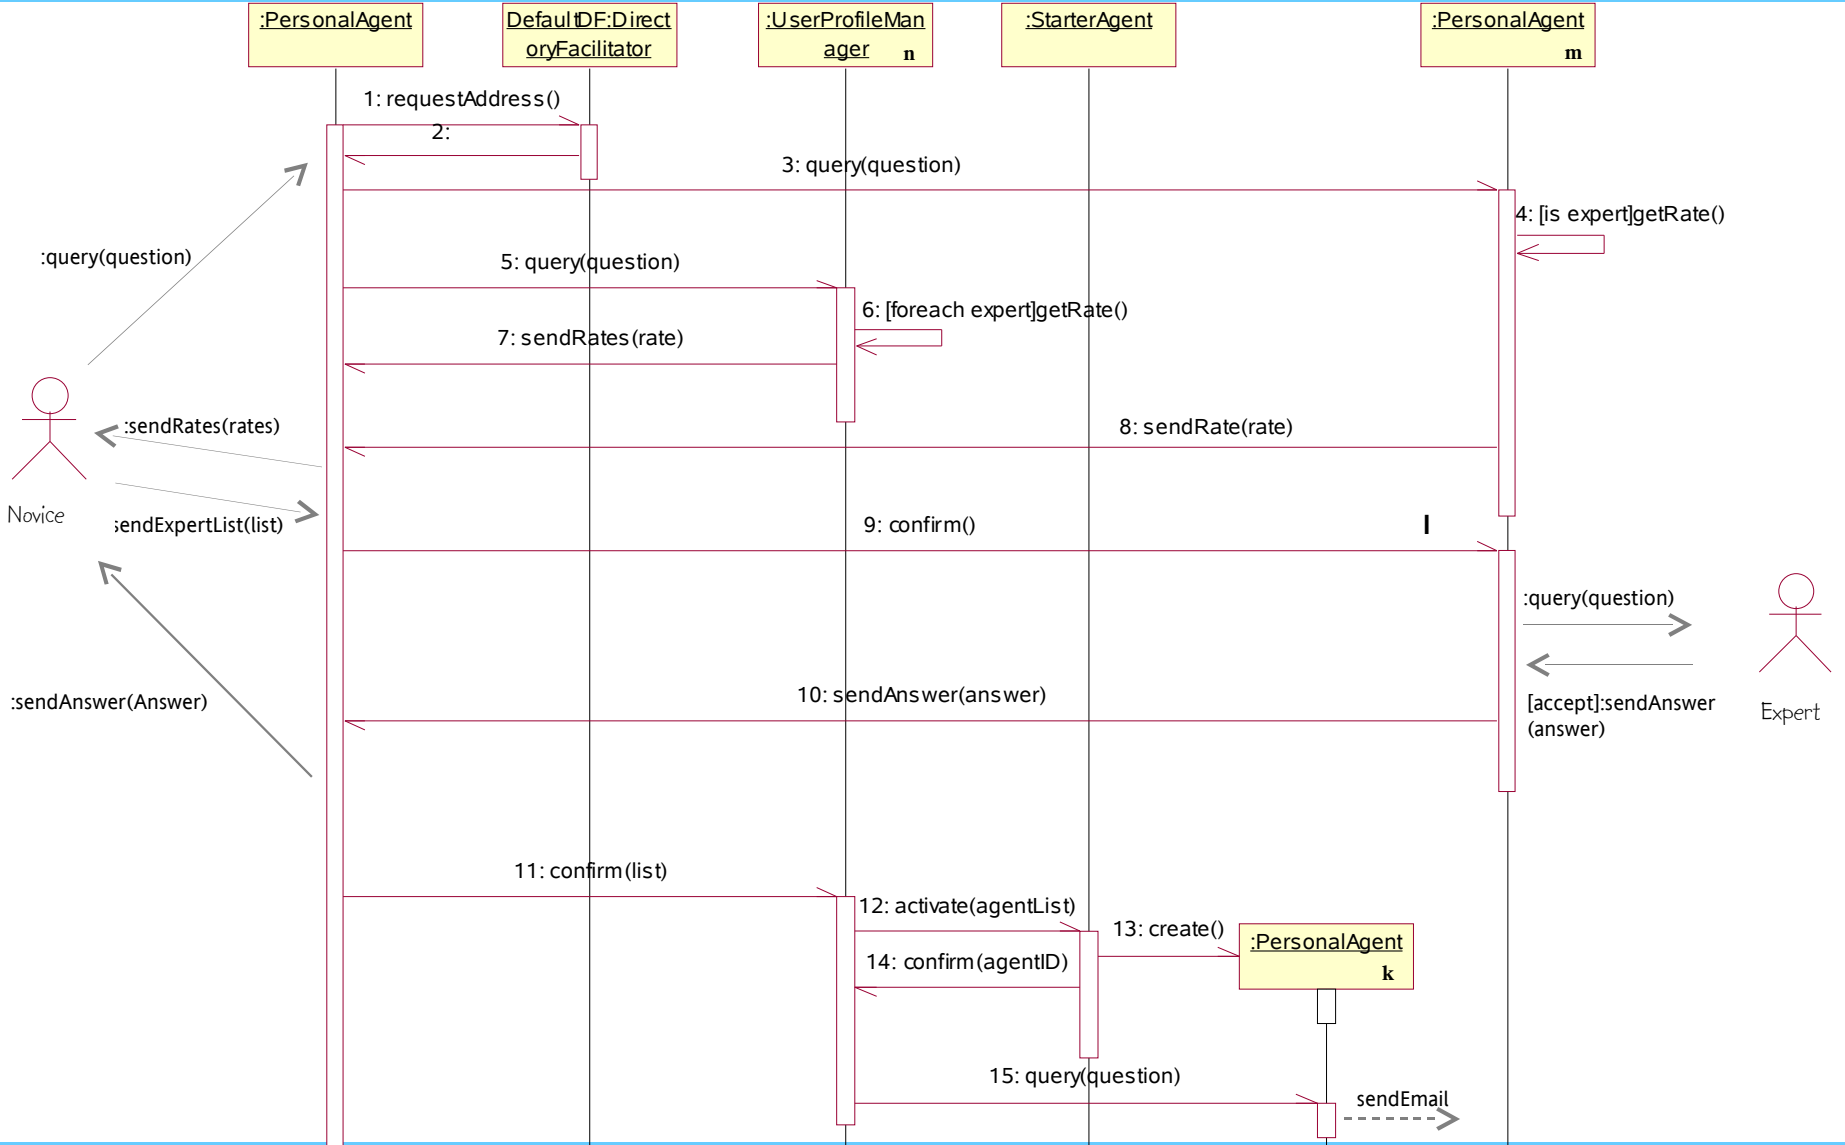 :PersonalAgent
DefaultDF:Direct
oryFacilitator
:UserProfileMan
ager n
:StarterAgent
:PersonalAgent
m
1: requestAddress()
2:
3: query(question)
4: [is expert]getRate()
:query(question)
5: query(question)
6: [foreach expert]getRate()
7: sendRates(rate)
:sendRates(rates)
8: sendRate(rate)
Novice
sendExpertList(list)
9: confirm()
l
:query(question)
10: sendAnswer(answer)
:sendAnswer(Answer)
[accept]:sendAnswer
(answer)
Expert
11: confirm(list)
12: activate(agentList)
13: create()
:PersonalAgent
k
14: confirm(agentID)
15: query(question)
sendEmail